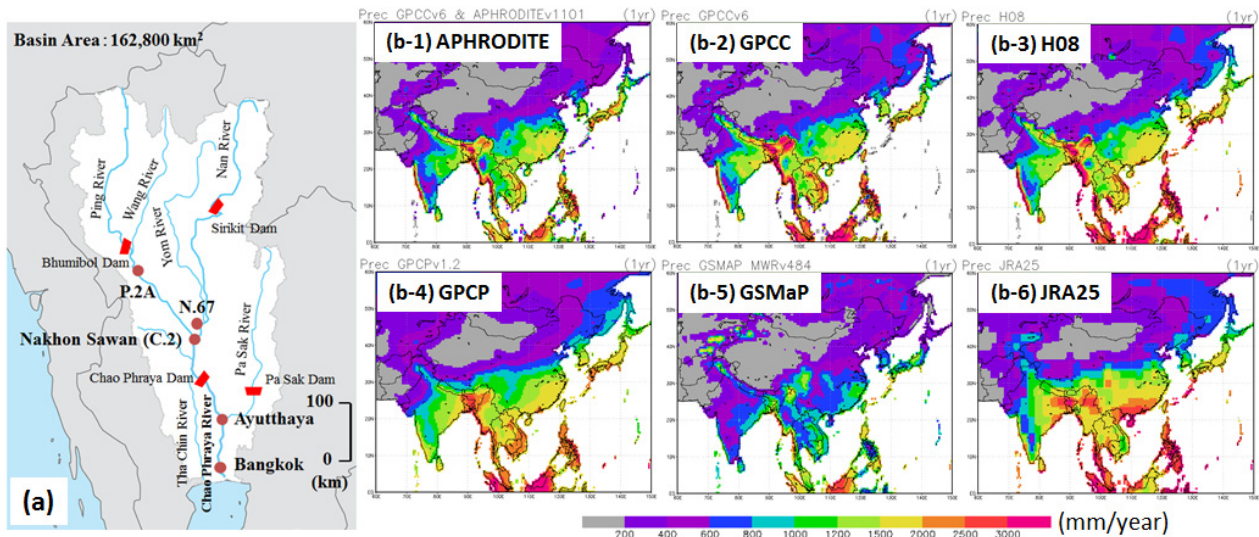 Basin Area : 162,800 km²
Ping River
Wang River
Yom River
Nan River
Sirikit Dam
Bhumibol Dam
P.2A
N.67
Nakhon Sawan (C.2)
Pa Sak River
Chao Phraya Dam
Pa Sak Dam
100
Ayutthaya
Tha Chin River
Chao Phraya River
0
Bangkok
(km)
(a)
Prec GPCCv6 & APHRODITEv1101 (1yr)
(b-1) APHRODITE
Prec GPCCv6 (1yr)
(b-2) GPCC
Prec H08 (1yr)
(b-3) H08
Prec GPCPv1.2 (1yr)
(b-4) GPCP
Prec GSMAP MWRv484 (1yr)
(b-5) GSMaP
Prec JRA25 (1yr)
(b-6) JRA25
200 400 600 800 1000 1200 1500 2000 2500 3000
(mm/year)